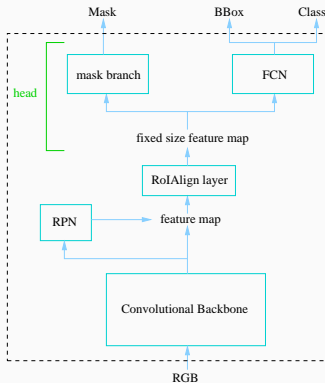 Mask
BBox
Class
mask branch
FCN
head
fixed size feature map
RoIAlign layer
RPN
feature map
Convolutional Backbone
RGB